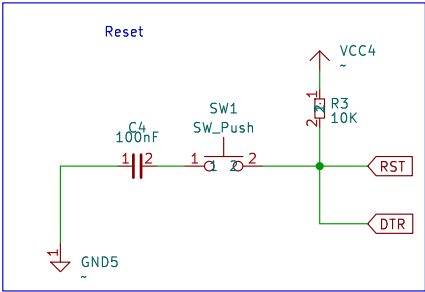 Reset
VCC4
~
1
R3
2
10K
2
SW1
SW_Push
C4
100nF
1 2
1 1 2 2
RST
DTR
1
GND5
~